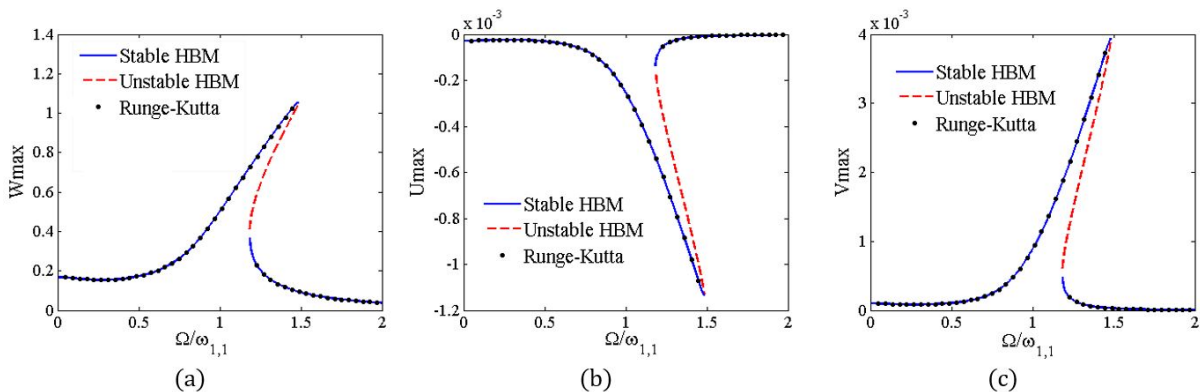 1.4
1.2
1
0.8
0.6
0.4
0.2
0
Wmax
Stable HBM
Unstable HBM
Runge-Kutta
0 0.5 1 1.5 2
Ω/ω1,1
(a)
x 10-3
0
-0.2
-0.4
-0.6
-0.8
-1
-1.2
Umax
Stable HBM
Unstable HBM
Runge-Kutta
0 0.5 1 1.5 2
Ω/ω1,1
(b)
x 10-3
4
3
2
1
0
Vmax
Stable HBM
Unstable HBM
Runge-Kutta
0 0.5 1 1.5 2
Ω/ω1,1
(c)